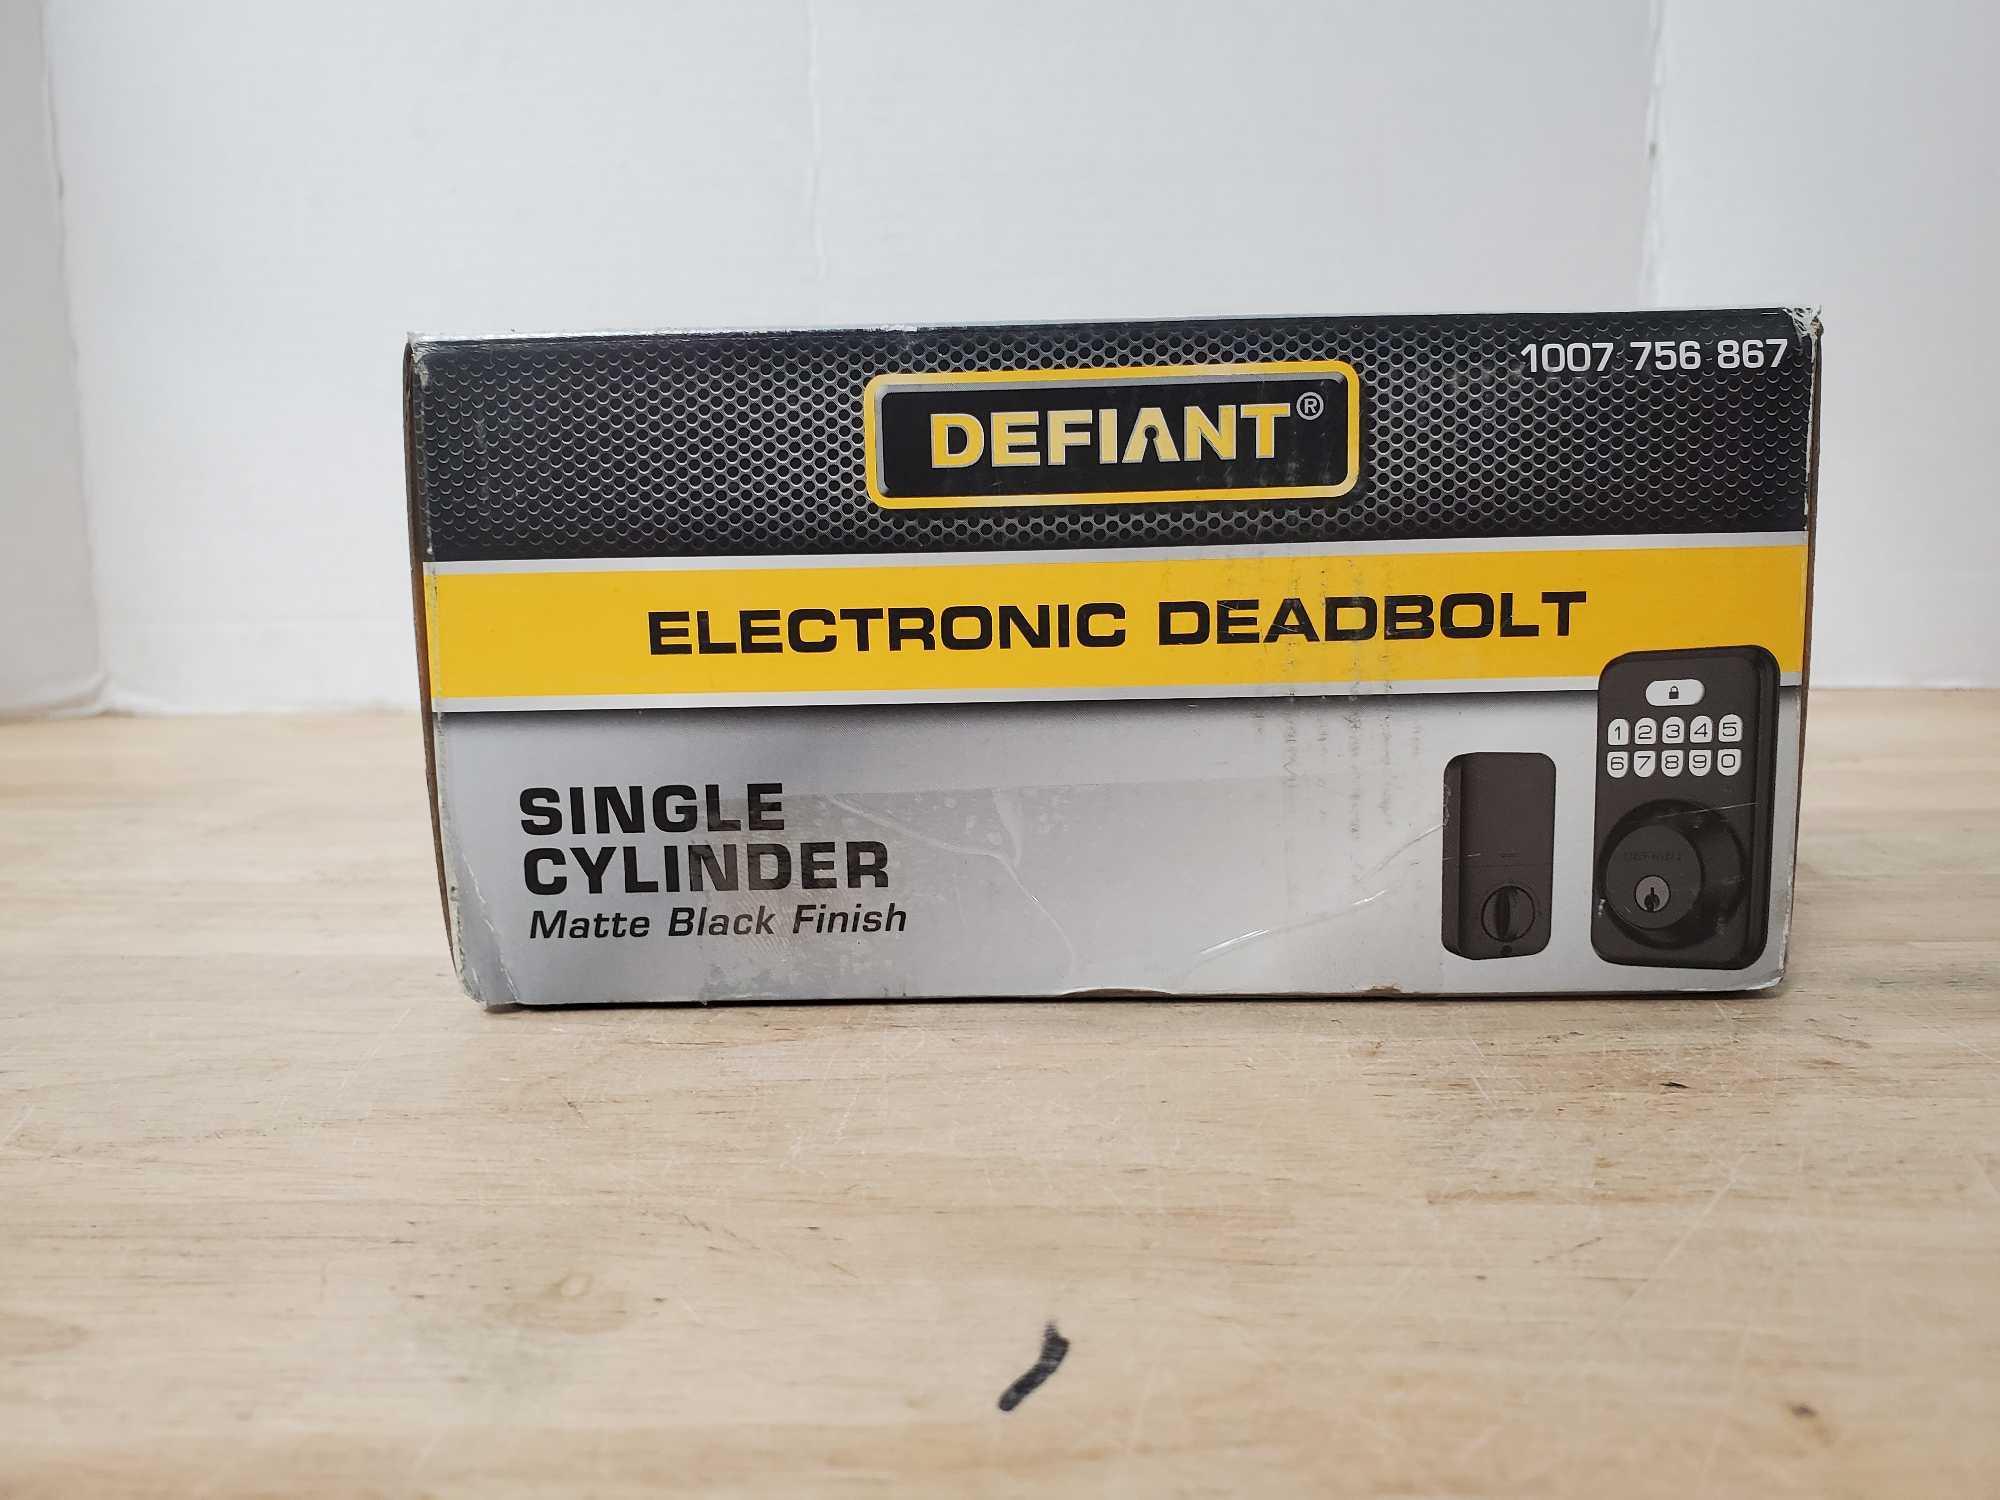 1007 756 867
DEFIANT®
ELECTRONIC DEADBOLT
1 2 3 4 5
6 7 8 9 0
SINGLE
CYLINDER
Matte Black Finish
DEFIANT